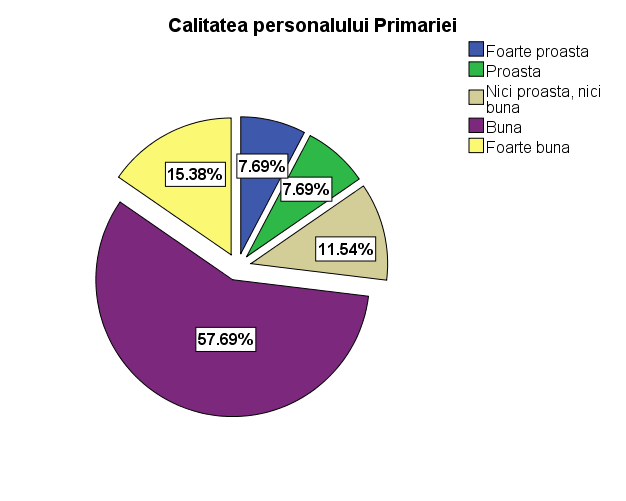 Calitatea personalului Primariei
Foarte proasta
Proasta
Nici proasta, nici
buna
Buna
Foarte buna
15.38%
7.69%
7.69%
11.54%
57.69%